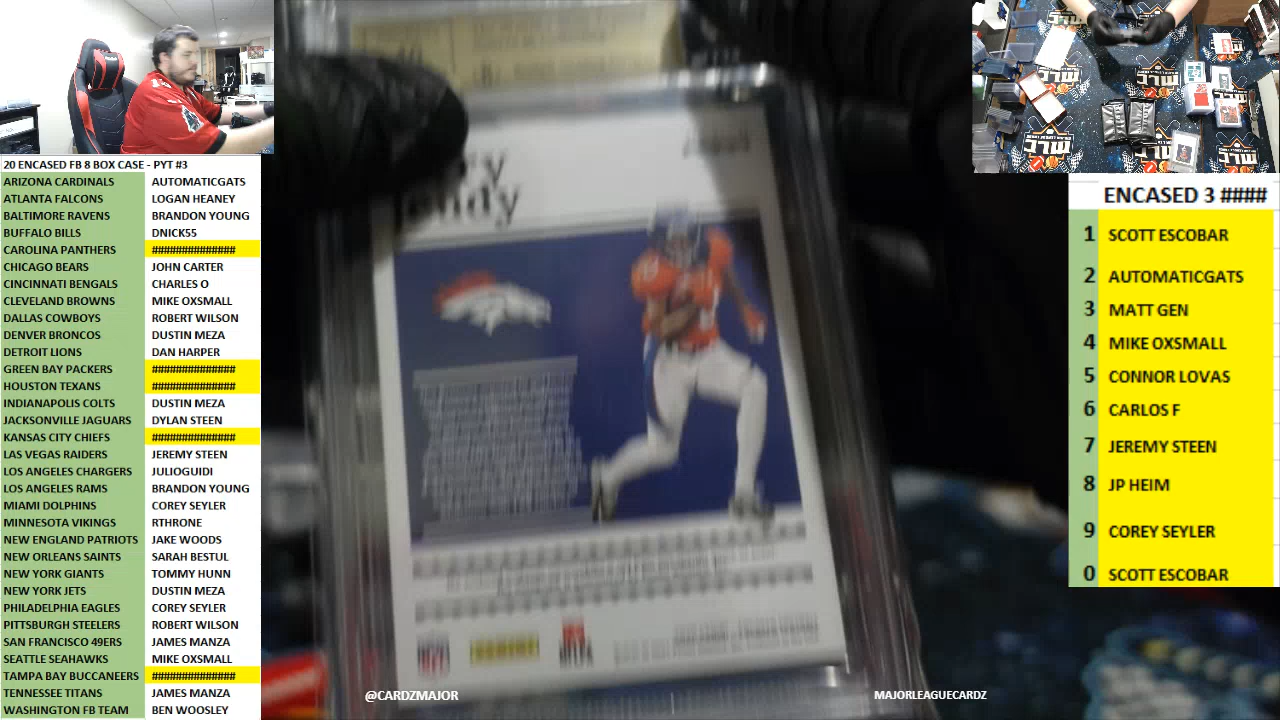 20 ENCASED FB 8 BOX CASE - PYT #3
ARIZONA CARDINALS AUTOMATICGATS
ATLANTA FALCONS LOGAN HEANEY
BALTIMORE RAVENS BRANDON YOUNG
BUFFALO BILLS DNICK55
CAROLINA PANTHERS ##############
CHICAGO BEARS JOHN CARTER
CINCINNATI BENGALS CHARLES O
CLEVELAND BROWNS MIKE OXSMALL
DALLAS COWBOYS ROBERT WILSON
DENVER BRONCOS DUSTIN MEZA
DETROIT LIONS DAN HARPER
GREEN BAY PACKERS ##############
HOUSTON TEXANS ##############
INDIANAPOLIS COLTS DUSTIN MEZA
JACKSONVILLE JAGUARS DYLAN STEEN
KANSAS CITY CHIEFS ##############
LAS VEGAS RAIDERS JEREMY STEEN
LOS ANGELES CHARGERS JULIOGUIDI
LOS ANGELES RAMS BRANDON YOUNG
MIAMI DOLPHINS COREY SEYLER
MINNESOTA VIKINGS RTHRONE
NEW ENGLAND PATRIOTS JAKE WOODS
NEW ORLEANS SAINTS SARAH BESTUL
NEW YORK GIANTS TOMMY HUNN
NEW YORK JETS DUSTIN MEZA
PHILADELPHIA EAGLES COREY SEYLER
PITTSBURGH STEELERS ROBERT WILSON
SAN FRANCISCO 49ERS JAMES MANZA
SEATTLE SEAHAWKS MIKE OXSMALL
TAMPA BAY BUCCANEERS ##############
TENNESSEE TITANS JAMES MANZA
WASHINGTON FB TEAM BEN WOOSLEY
@CARDZMAJOR
MAJORLEAGUECARDZ
ENCASED 3 ####
1 SCOTT ESCOBAR
2 AUTOMATICGATS
3 MATT GEN
4 MIKE OXSMALL
5 CONNOR LOVAS
6 CARLOS F
7 JEREMY STEEN
8 JP HEIM
9 COREY SEYLER
0 SCOTT ESCOBAR